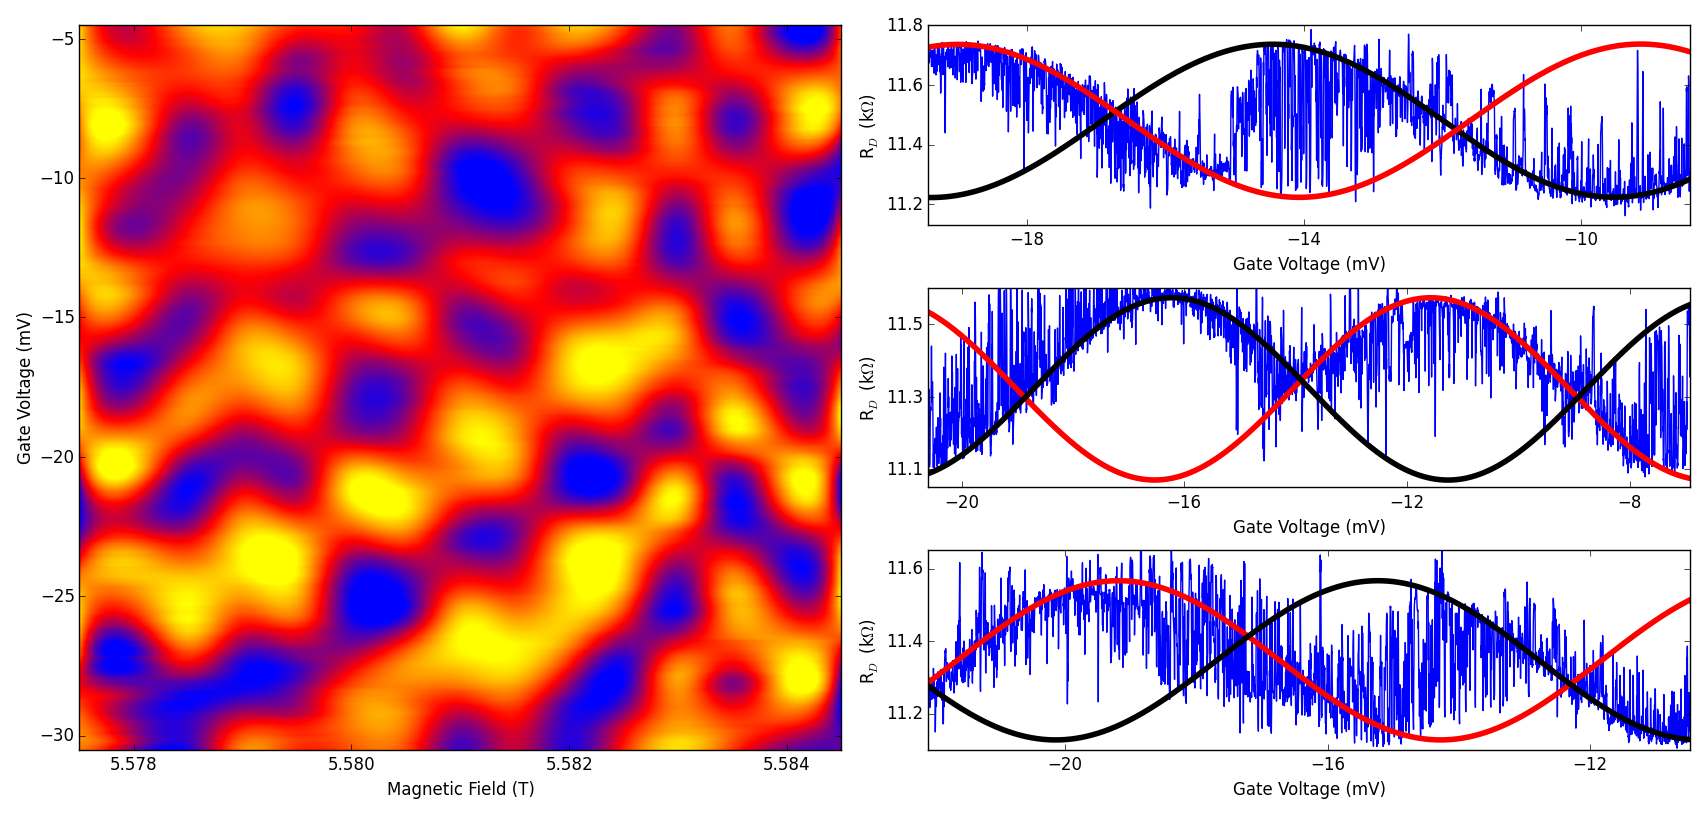 −5
−10
−15
−20
−25
−30
Gate Voltage (mV)
5.578 5.580 5.582 5.584
Magnetic Field (T)
11.8
11.6
11.4
11.2
R_D (kΩ)
−18 −14 −10
Gate Voltage (mV)
11.5
11.3
11.1
R_D (kΩ)
−20 −16 −12 −8
Gate Voltage (mV)
11.6
11.4
11.2
R_D (kΩ)
−20 −16 −12
Gate Voltage (mV)